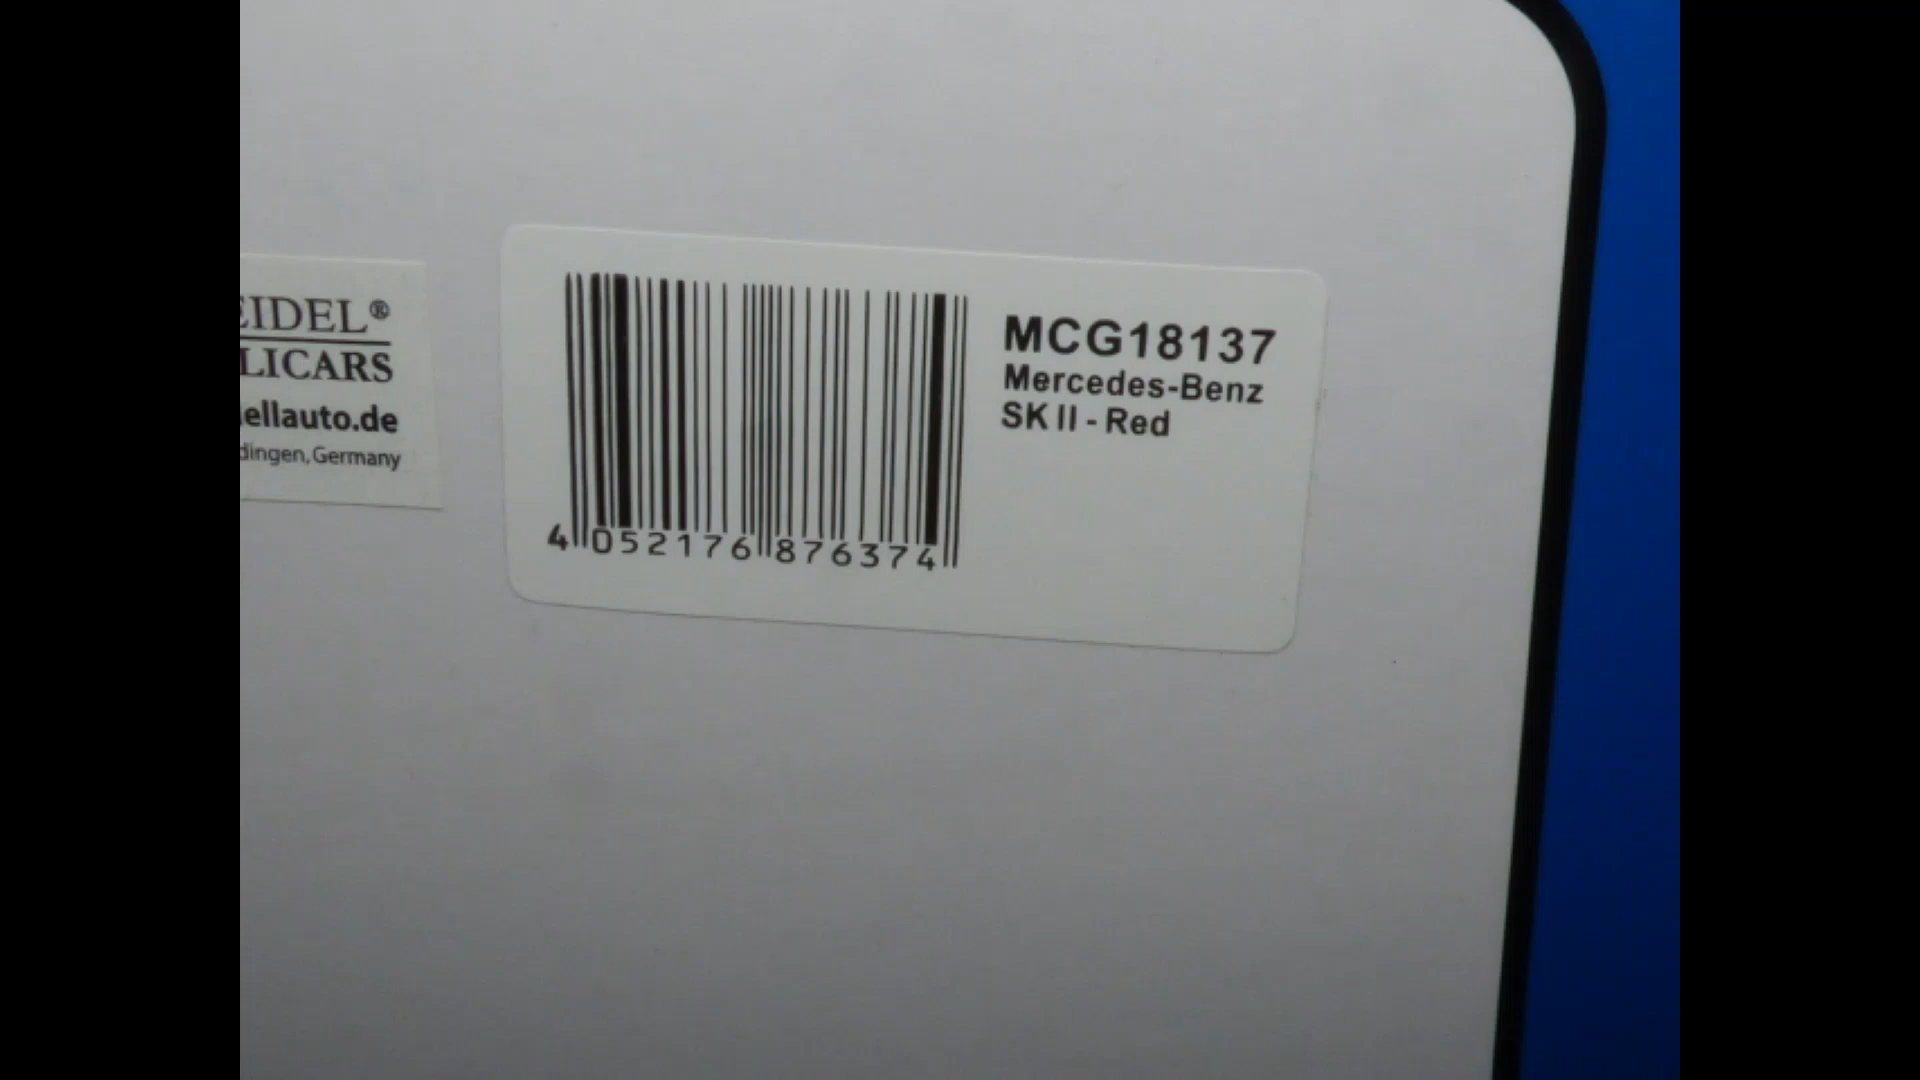 EIDEL®
LICARS
ellauto.de
dingen, Germany
MCG18137
Mercedes-Benz
SK II - Red
4 052176 876374